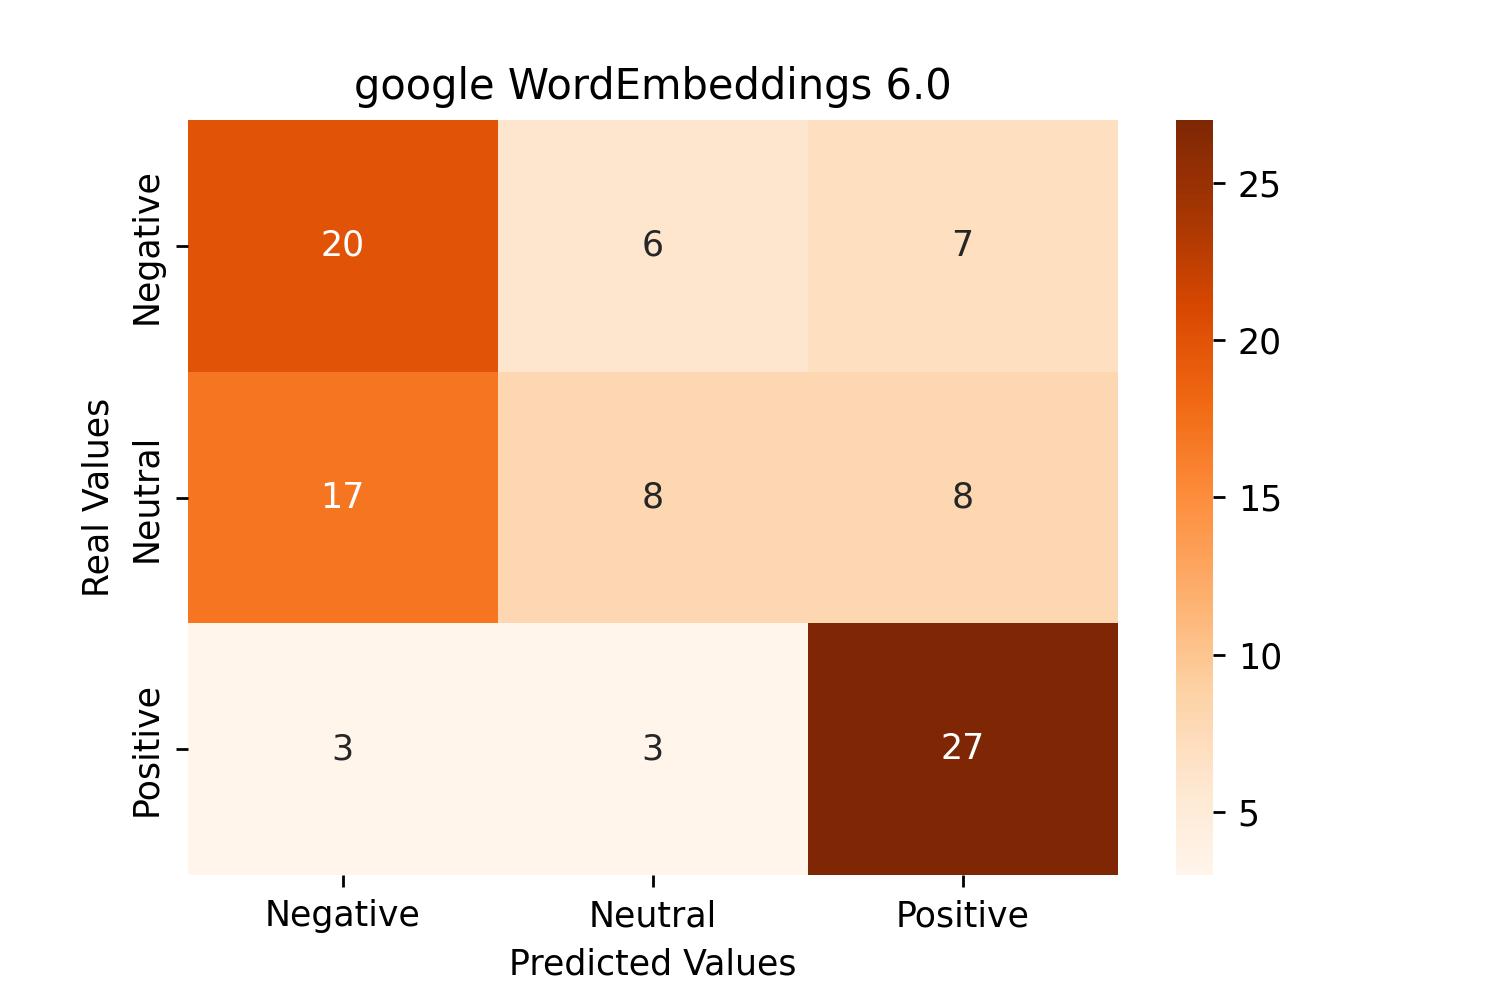 google WordEmbeddings 6.0
Real Values
Negative
20 6 7
Neutral
17 8 8
Positive
3 3 27
Negative Neutral Positive
Predicted Values
25
20
15
10
5